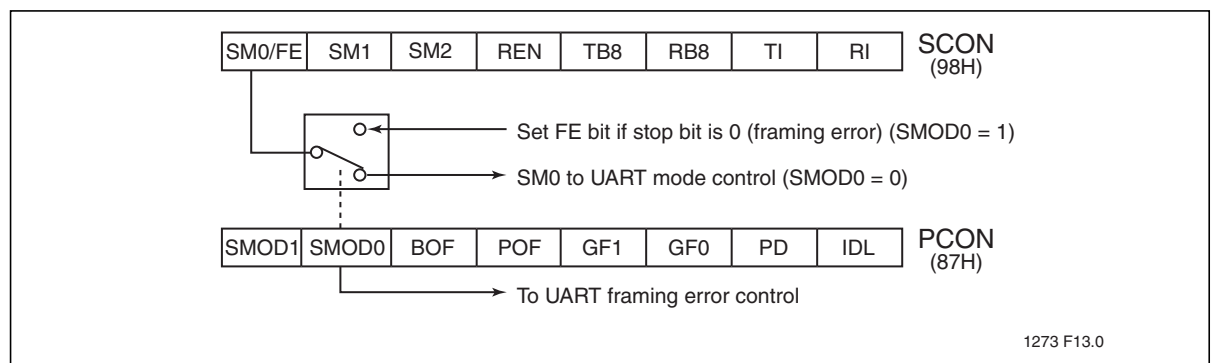 SM0/FE SM1 SM2 REN TB8 RB8 TI RI SCON
(98H)
Set FE bit if stop bit is 0 (framing error) (SMOD0 = 1)
SM0 to UART mode control (SMOD0 = 0)
SMOD1 SMOD0 BOF POF GF1 GF0 PD IDL PCON
(87H)
To UART framing error control
1273 F13.0